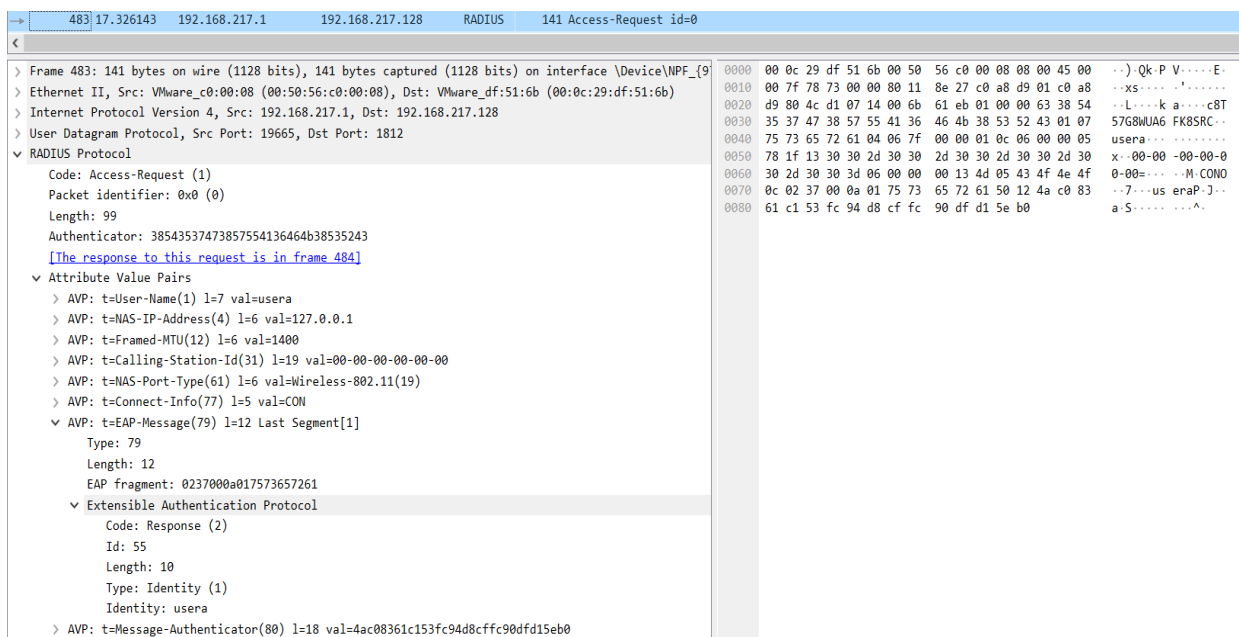 483 17.326143 192.168.217.1 192.168.217.128 RADIUS 141 Access-Request id=0
> Frame 483: 141 bytes on wire (1128 bits), 141 bytes captured (1128 bits) on interface \Device\NPF_{9
> Ethernet II, Src: VMware_c0:00:08 (00:50:56:c0:00:08), Dst: VMware_df:51:6b (00:0c:29:df:51:6b)
> Internet Protocol Version 4, Src: 192.168.217.1, Dst: 192.168.217.128
> User Datagram Protocol, Src Port: 19665, Dst Port: 1812
RADIUS Protocol
Code: Access-Request (1)
Packet identifier: 0x0 (0)
Length: 99
Authenticator: 38543537473857554136464b38535243
[The response to this request is in frame 484]
Attribute Value Pairs
> AVP: t=User-Name(1) l=7 val=usera
> AVP: t=NAS-IP-Address(4) l=6 val=127.0.0.1
> AVP: t=Framed-MTU(12) l=6 val=1400
> AVP: t=Calling-Station-Id(31) l=19 val=00-00-00-00-00-00
> AVP: t=NAS-Port-Type(61) l=6 val=Wireless-802.11(19)
> AVP: t=Connect-Info(77) l=5 val=CON
AVP: t=EAP-Message(79) l=12 Last Segment[1]
Type: 79
Length: 12
EAP fragment: 0237000a017573657261
Extensible Authentication Protocol
Code: Response (2)
Id: 55
Length: 10
Type: Identity (1)
Identity: usera
> AVP: t=Message-Authenticator(80) l=18 val=4ac08361c153fc94d8cffc90dfd15eb0
0000 00 0c 29 df 51 6b 00 50 56 c0 00 08 08 00 45 00 ··)·Qk·P V·····E·
0010 00 7f 78 73 00 00 80 11 8e 27 c0 a8 d9 01 c0 a8 ··xs···· ·'······
0020 d9 80 4c d1 07 14 00 6b 61 eb 01 00 00 63 38 54 ··L····k a····c8T
0030 35 37 47 38 57 55 41 36 46 4b 38 53 52 43 01 07 57G8WUA6 FK8SRC··
0040 75 73 65 72 61 04 06 7f 00 00 01 0c 06 00 00 05 usera··· ········
0050 78 1f 13 30 30 2d 30 30 2d 30 30 2d 30 30 2d 30 x··00-00 -00-00-0
0060 30 2d 30 30 3d 06 00 00 00 13 4d 05 43 4f 4e 4f 0-00=··· ··M·CONO
0070 0c 02 37 00 0a 01 75 73 65 72 61 50 12 4a c0 83 ··7···us eraP·J··
0080 61 c1 53 fc 94 d8 cf fc 90 df d1 5e b0 a·S····· ···^·